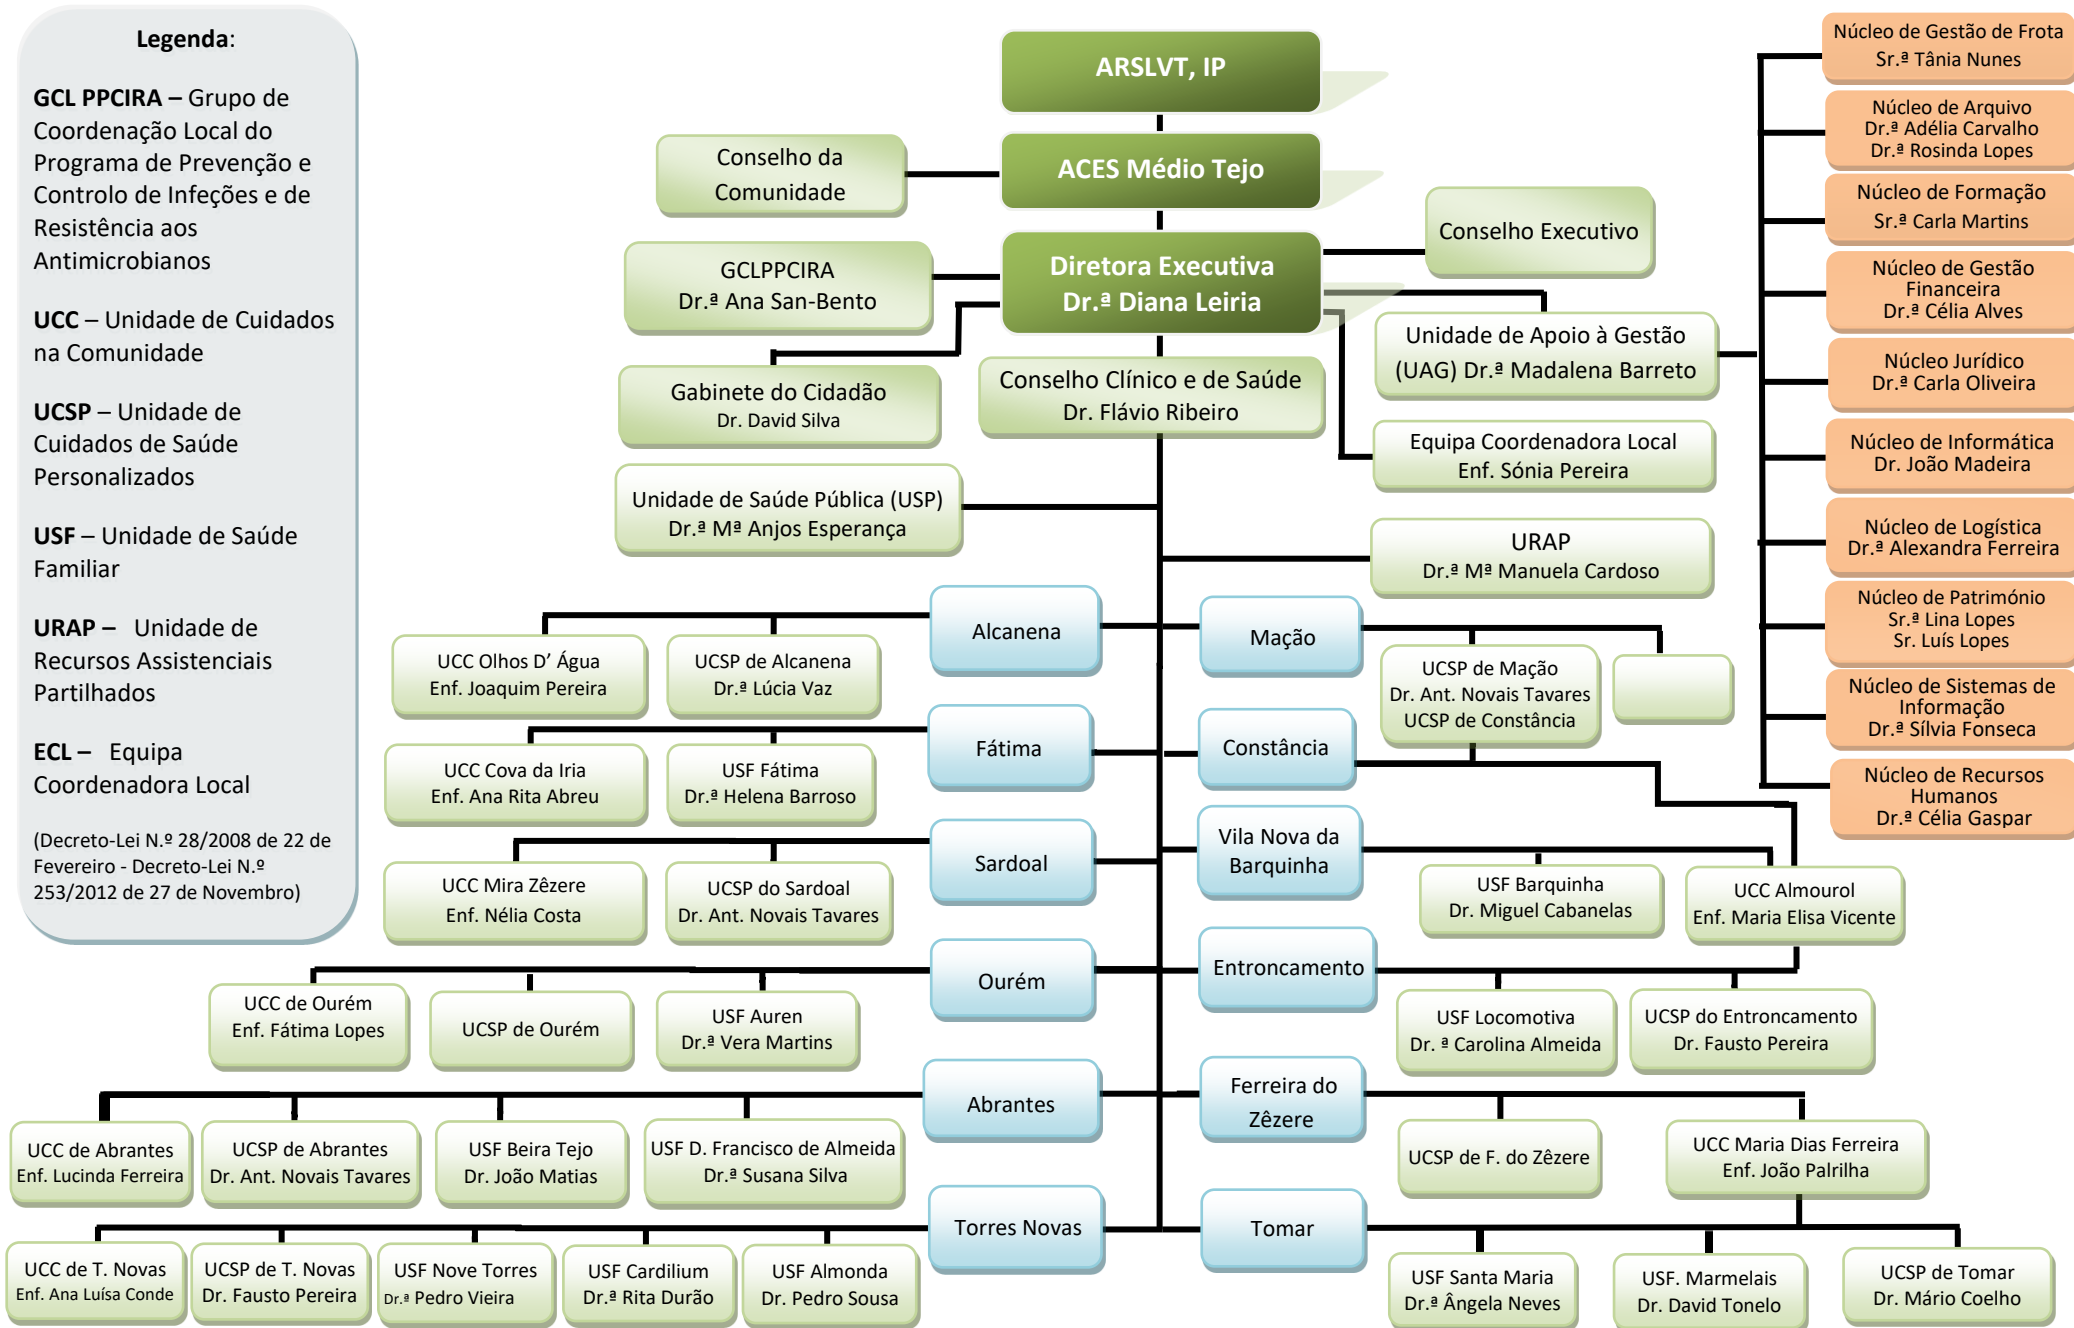 Legenda:
GCL PPCIRA – Grupo de
Coordenação Local do
Programa de Prevenção e
Controlo de Infeções e de
Resistência aos
Antimicrobianos
UCC – Unidade de Cuidados
na Comunidade
UCSP – Unidade de
Cuidados de Saúde
Personalizados
USF – Unidade de Saúde
Familiar
URAP – Unidade de
Recursos Assistenciais
Partilhados
ECL – Equipa
Coordenadora Local
(Decreto-Lei N.º 28/2008 de 22 de
Fevereiro - Decreto-Lei N.º
253/2012 de 27 de Novembro)
ARSLVT, IP
ACES Médio Tejo
Conselho da
Comunidade
Diretora Executiva
Dr.ª Diana Leiria
Conselho Executivo
GCLPPCIRA
Dr.ª Ana San-Bento
Gabinete do Cidadão
Dr. David Silva
Conselho Clínico e de Saúde
Dr. Flávio Ribeiro
Unidade de Apoio à Gestão
(UAG) Dr.ª Madalena Barreto
Equipa Coordenadora Local
Enf. Sónia Pereira
Unidade de Saúde Pública (USP)
Dr.ª Mª Anjos Esperança
URAP
Dr.ª Mª Manuela Cardoso
Núcleo de Gestão de Frota
Sr.ª Tânia Nunes
Núcleo de Arquivo
Dr.ª Adélia Carvalho
Dr.ª Rosinda Lopes
Núcleo de Formação
Sr.ª Carla Martins
Núcleo de Gestão
Financeira
Dr.ª Célia Alves
Núcleo Jurídico
Dr.ª Carla Oliveira
Núcleo de Informática
Dr. João Madeira
Núcleo de Logística
Dr.ª Alexandra Ferreira
Núcleo de Património
Sr.ª Lina Lopes
Sr. Luís Lopes
Núcleo de Sistemas de
Informação
Dr.ª Sílvia Fonseca
Núcleo de Recursos
Humanos
Dr.ª Célia Gaspar
Alcanena
UCC Olhos D’ Água
Enf. Joaquim Pereira
UCSP de Alcanena
Dr.ª Lúcia Vaz
Mação
UCSP de Mação
Dr. Ant. Novais Tavares
UCSP de Constância
Fátima
UCC Cova da Iria
Enf. Ana Rita Abreu
USF Fátima
Dr.ª Helena Barroso
Constância
Sardoal
UCC Mira Zêzere
Enf. Nélia Costa
UCSP do Sardoal
Dr. Ant. Novais Tavares
Vila Nova da
Barquinha
USF Barquinha
Dr. Miguel Cabanelas
UCC Almourol
Enf. Maria Elisa Vicente
Ourém
UCC de Ourém
Enf. Fátima Lopes
UCSP de Ourém
USF Auren
Dr.ª Vera Martins
Entroncamento
USF Locomotiva
Dr. ª Carolina Almeida
UCSP do Entroncamento
Dr. Fausto Pereira
Abrantes
UCC de Abrantes
Enf. Lucinda Ferreira
UCSP de Abrantes
Dr. Ant. Novais Tavares
USF Beira Tejo
Dr. João Matias
USF D. Francisco de Almeida
Dr.ª Susana Silva
Ferreira do
Zêzere
UCSP de F. do Zêzere
UCC Maria Dias Ferreira
Enf. João Palrilha
Torres Novas
UCC de T. Novas
Enf. Ana Luísa Conde
UCSP de T. Novas
Dr. Fausto Pereira
USF Nove Torres
Dr.ª Pedro Vieira
USF Cardilium
Dr.ª Rita Durão
USF Almonda
Dr. Pedro Sousa
Tomar
USF Santa Maria
Dr.ª Ângela Neves
USF. Marmelais
Dr. David Tonelo
UCSP de Tomar
Dr. Mário Coelho